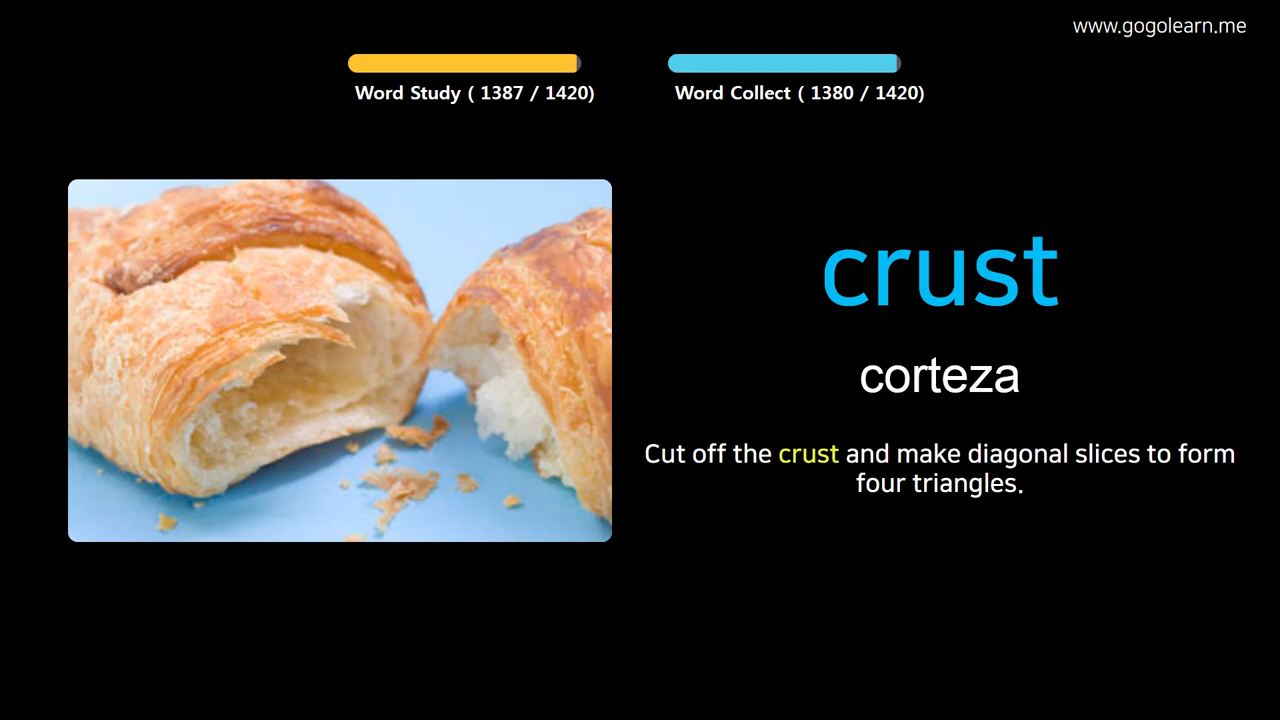 www.gogolearn.me
Word Study ( 1387 / 1420)
Word Collect ( 1380 / 1420)
crust
corteza
Cut off the crust and make diagonal slices to form
four triangles.